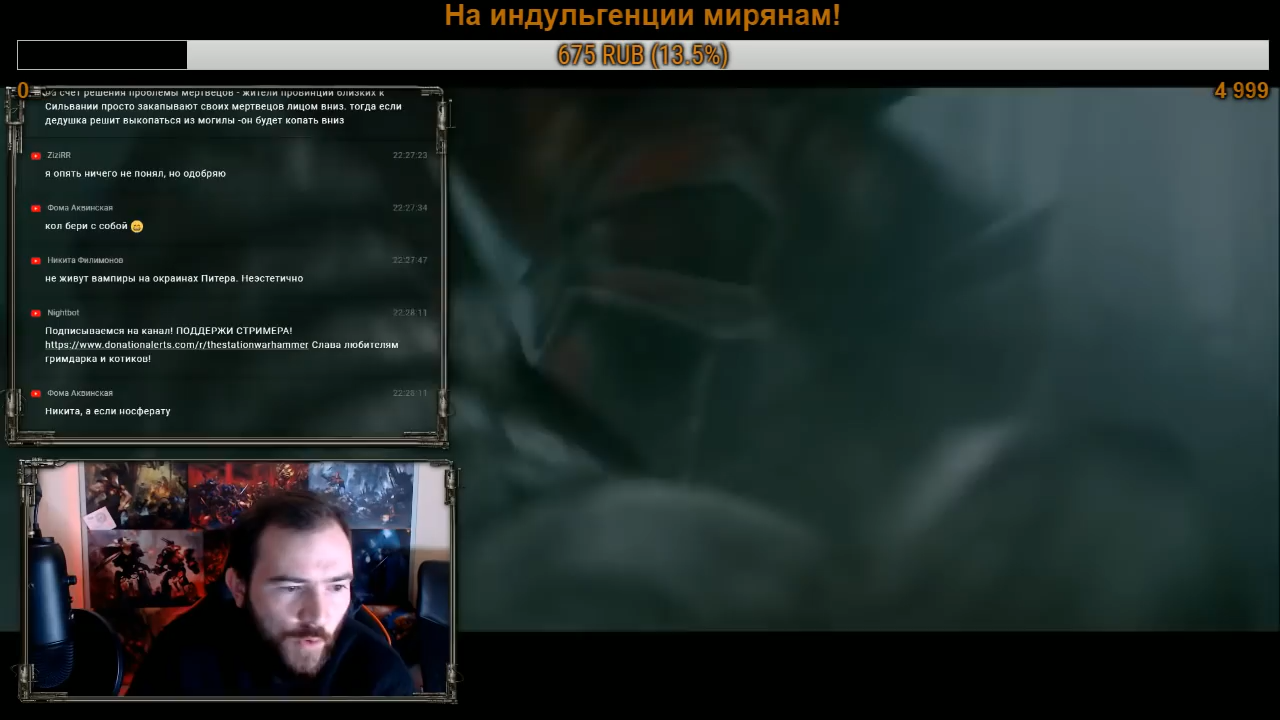 На индульгенции мирянам!
675 RUB (13.5%)
0
4 999
За счет решения проблемы мертвецов - жители провинций близких к
Сильвании просто закапывают своих мертвецов лицом вниз. тогда если
дедушка решит выкопаться из могилы -он будет копать вниз
ZiziRR 22:27:23
я опять ничего не понял, но одобряю
Фома Аквинская 22:27:34
кол бери с собой
Никита Филимонов 22:27:47
не живут вампиры на окраинах Питера. Неэстетично
Nightbot 22:28:11
Подписываемся на канал! ПОДДЕРЖИ СТРИМЕРА!
https://www.donationalerts.com/r/thestationwarhammer Слава любителям
гримдарка и котиков!
Фома Аквинская 22:28:11
Никита, а если носферату